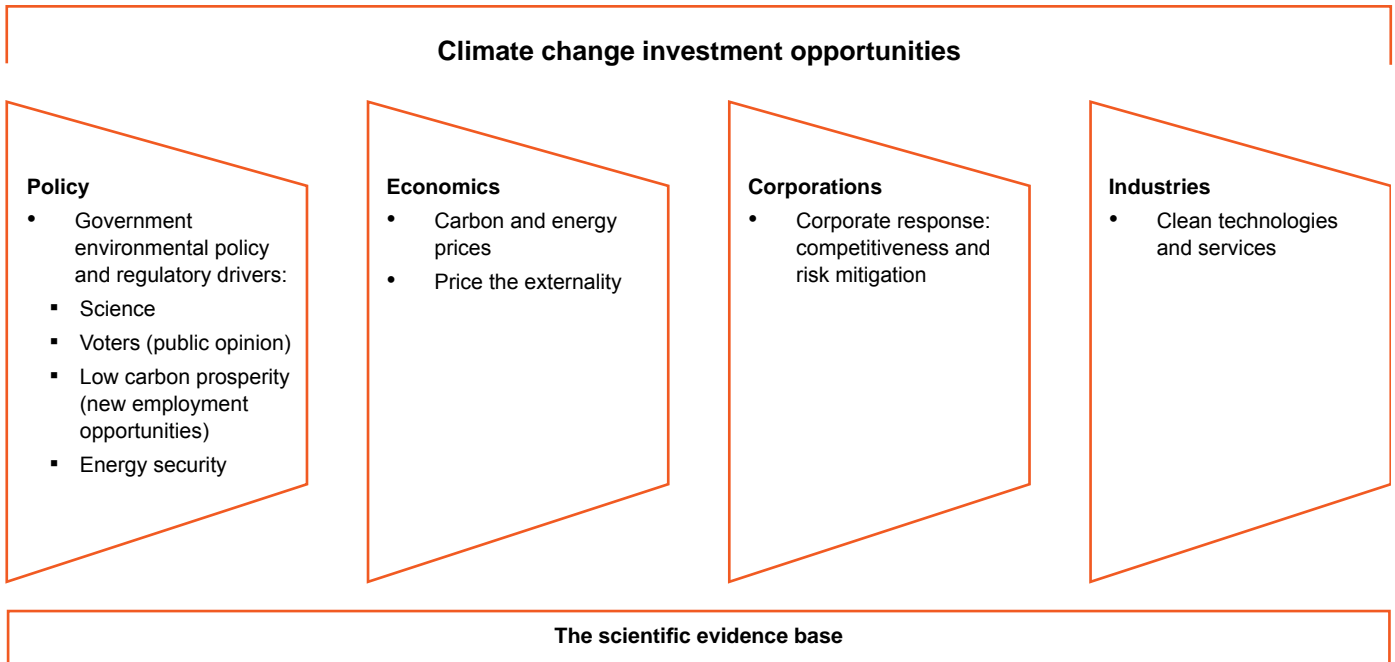 Climate change investment opportunities
Policy
• Government
environmental policy
and regulatory drivers:
▪ Science
▪ Voters (public opinion)
▪ Low carbon prosperity
(new employment
opportunities)
▪ Energy security
Economics
• Carbon and energy
prices
• Price the externality
Corporations
• Corporate response:
competitiveness and
risk mitigation
Industries
• Clean technologies
and services
The scientific evidence base